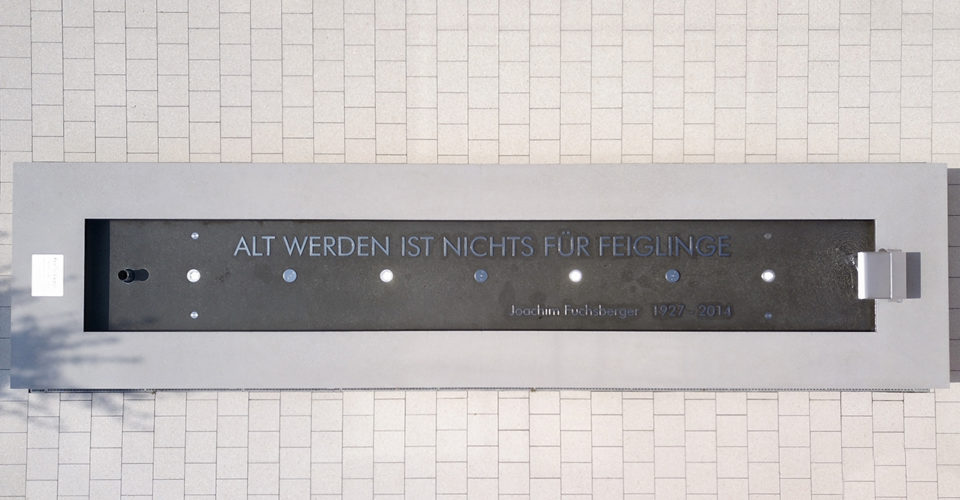 ALT WERDEN IST NICHTS FÜR FEIGLINGE
Joachim Fuchsberger 1927 - 2014